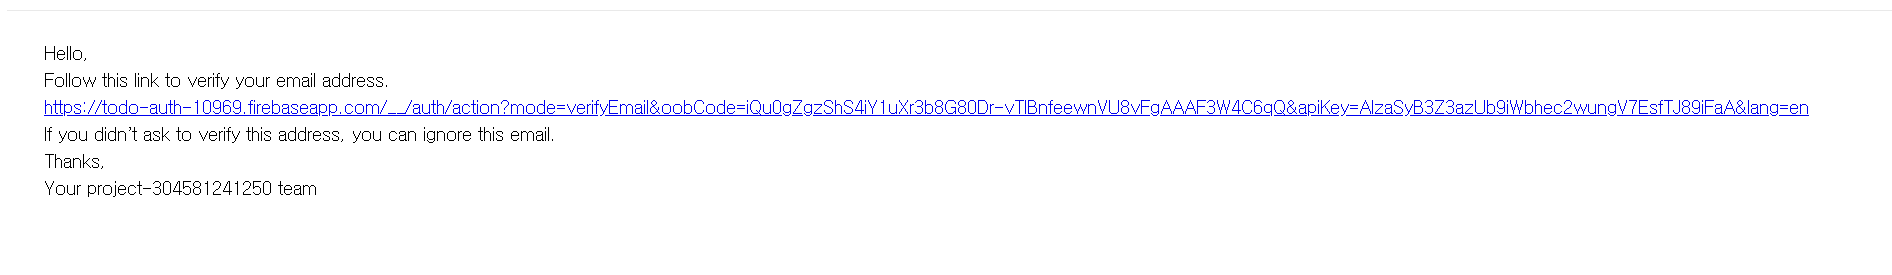 Hello,
Follow this link to verify your email address.
https://todo-auth-10969.firebaseapp.com/__/auth/action?mode=verifyEmail&oobCode=iQu0gZgzShS4iY1uXr3b8G80Dr-vTlBnfeewnVU8vFgAAAF3W4C6qQ&apiKey=AIzaSyB3Z3azUb9iWbhec2wungV7EsfTJ89iFaA&lang=en
If you didn’t ask to verify this address, you can ignore this email.
Thanks,
Your project-304581241250 team